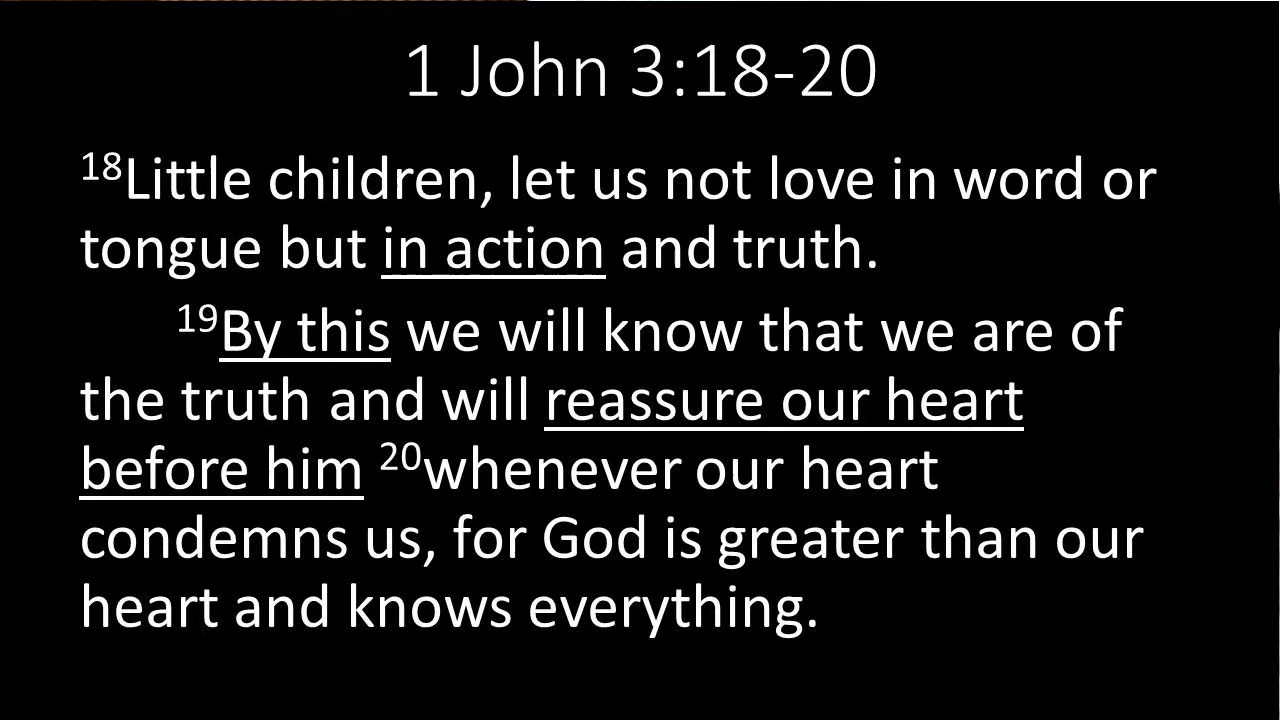 1 John 3:18-20
18Little children, let us not love in word or
tongue but in action and truth.
19By this we will know that we are of
the truth and will reassure our heart
before him 20whenever our heart
condemns us, for God is greater than our
heart and knows everything.